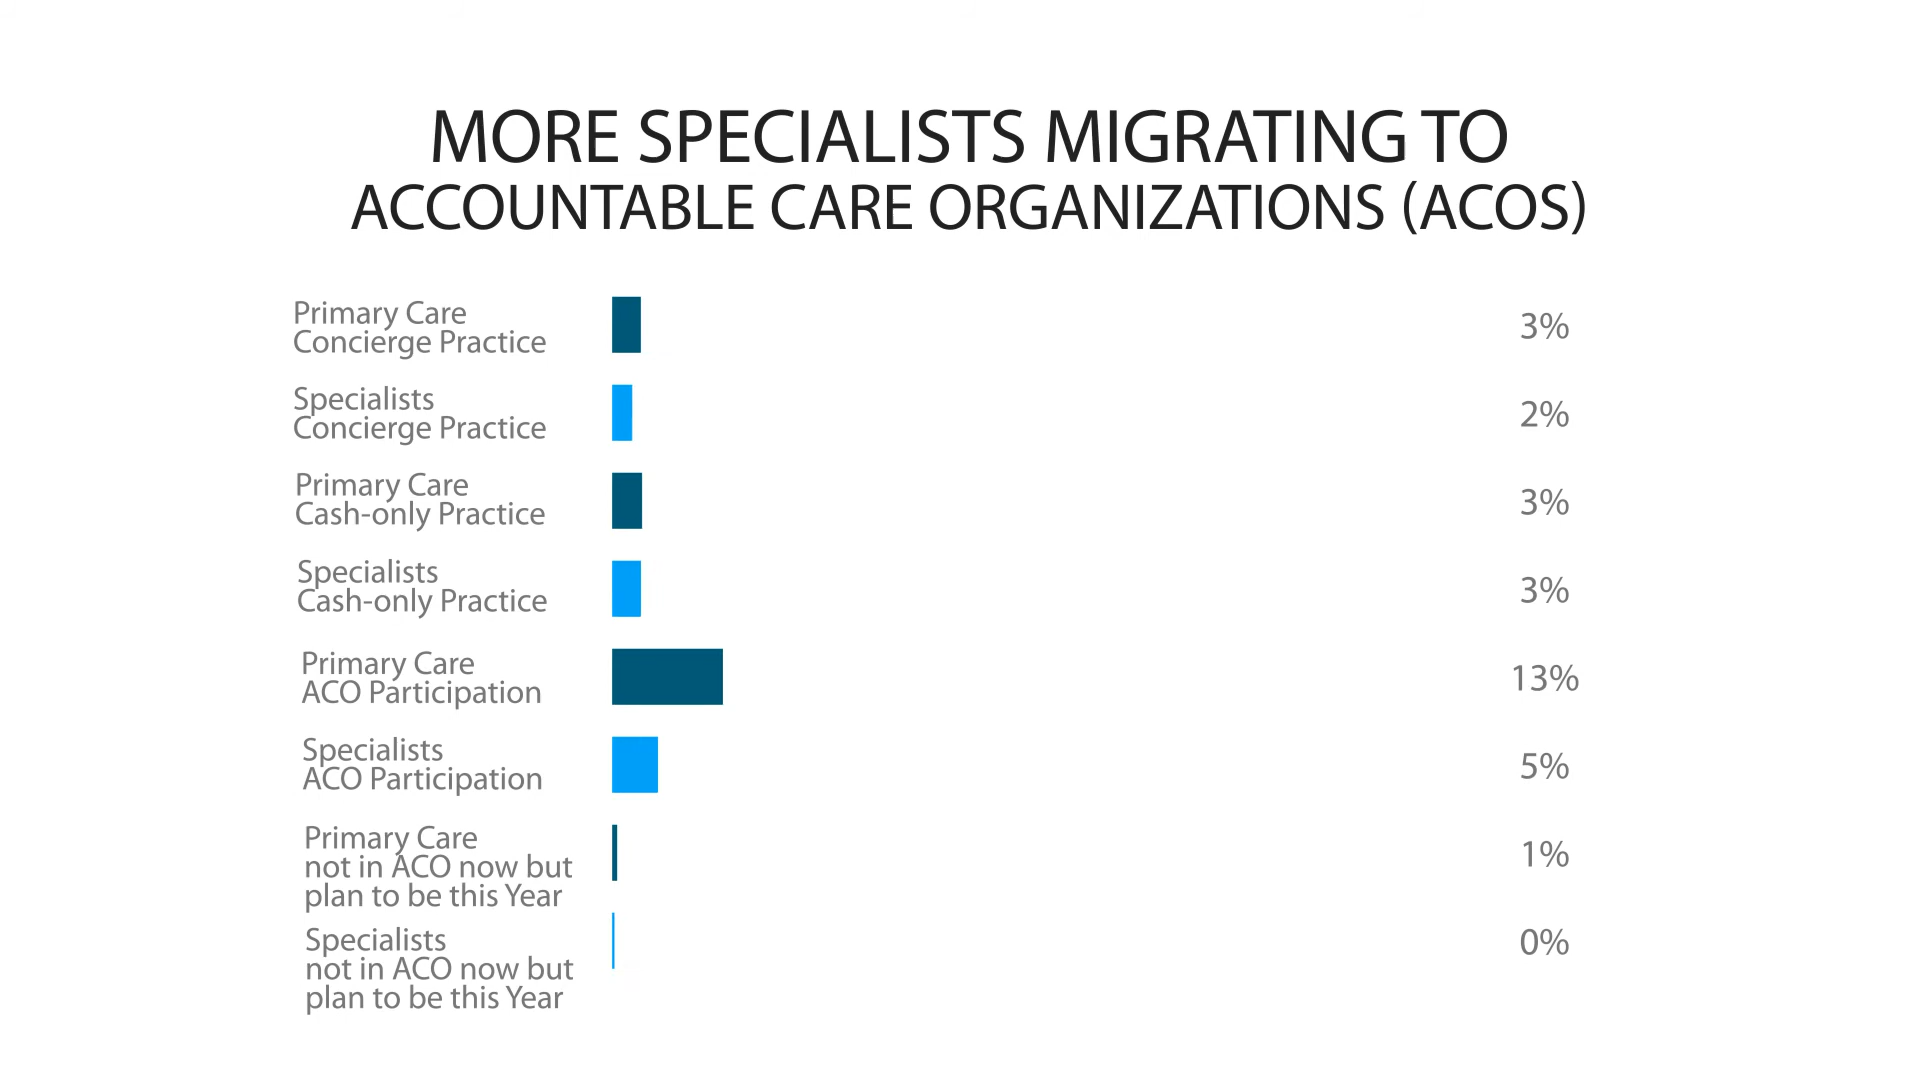 MORE SPECIALISTS MIGRATING TO
ACCOUNTABLE CARE ORGANIZATIONS (ACOS)
Primary Care
Concierge Practice
3%
Specialists
Concierge Practice
2%
Primary Care
Cash-only Practice
3%
Specialists
Cash-only Practice
3%
Primary Care
ACO Participation
13%
Specialists
ACO Participation
5%
Primary Care
not in ACO now but
plan to be this Year
1%
Specialists
not in ACO now but
plan to be this Year
0%